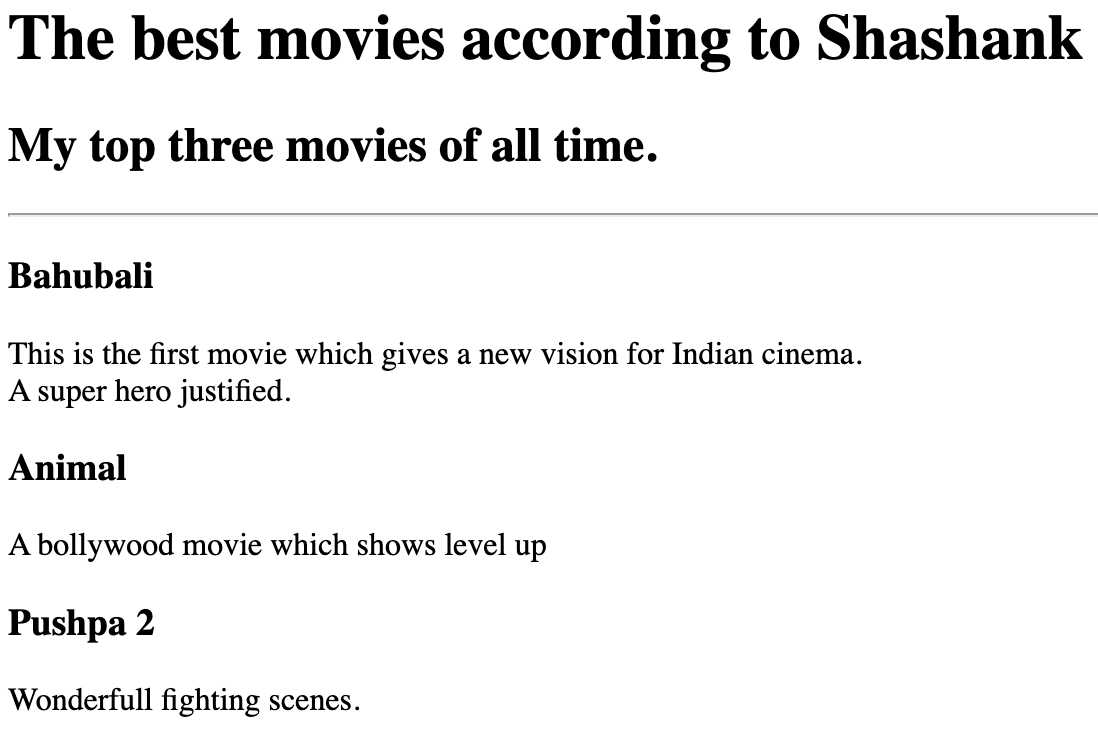 The best movies according to Shashank
My top three movies of all time.
Bahubali
This is the first movie which gives a new vision for Indian cinema.
A super hero justified.
Animal
A bollywood movie which shows level up
Pushpa 2
Wonderfull fighting scenes.